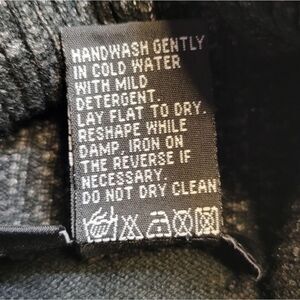 HANDWASH GENTLY
IN COLD WATER
WITH MILD
DETERGENT.
LAY FLAT TO DRY.
RESHAPE WHILE
DAMP, IRON ON
THE REVERSE IF
NECESSARY.
DO NOT DRY CLEAN